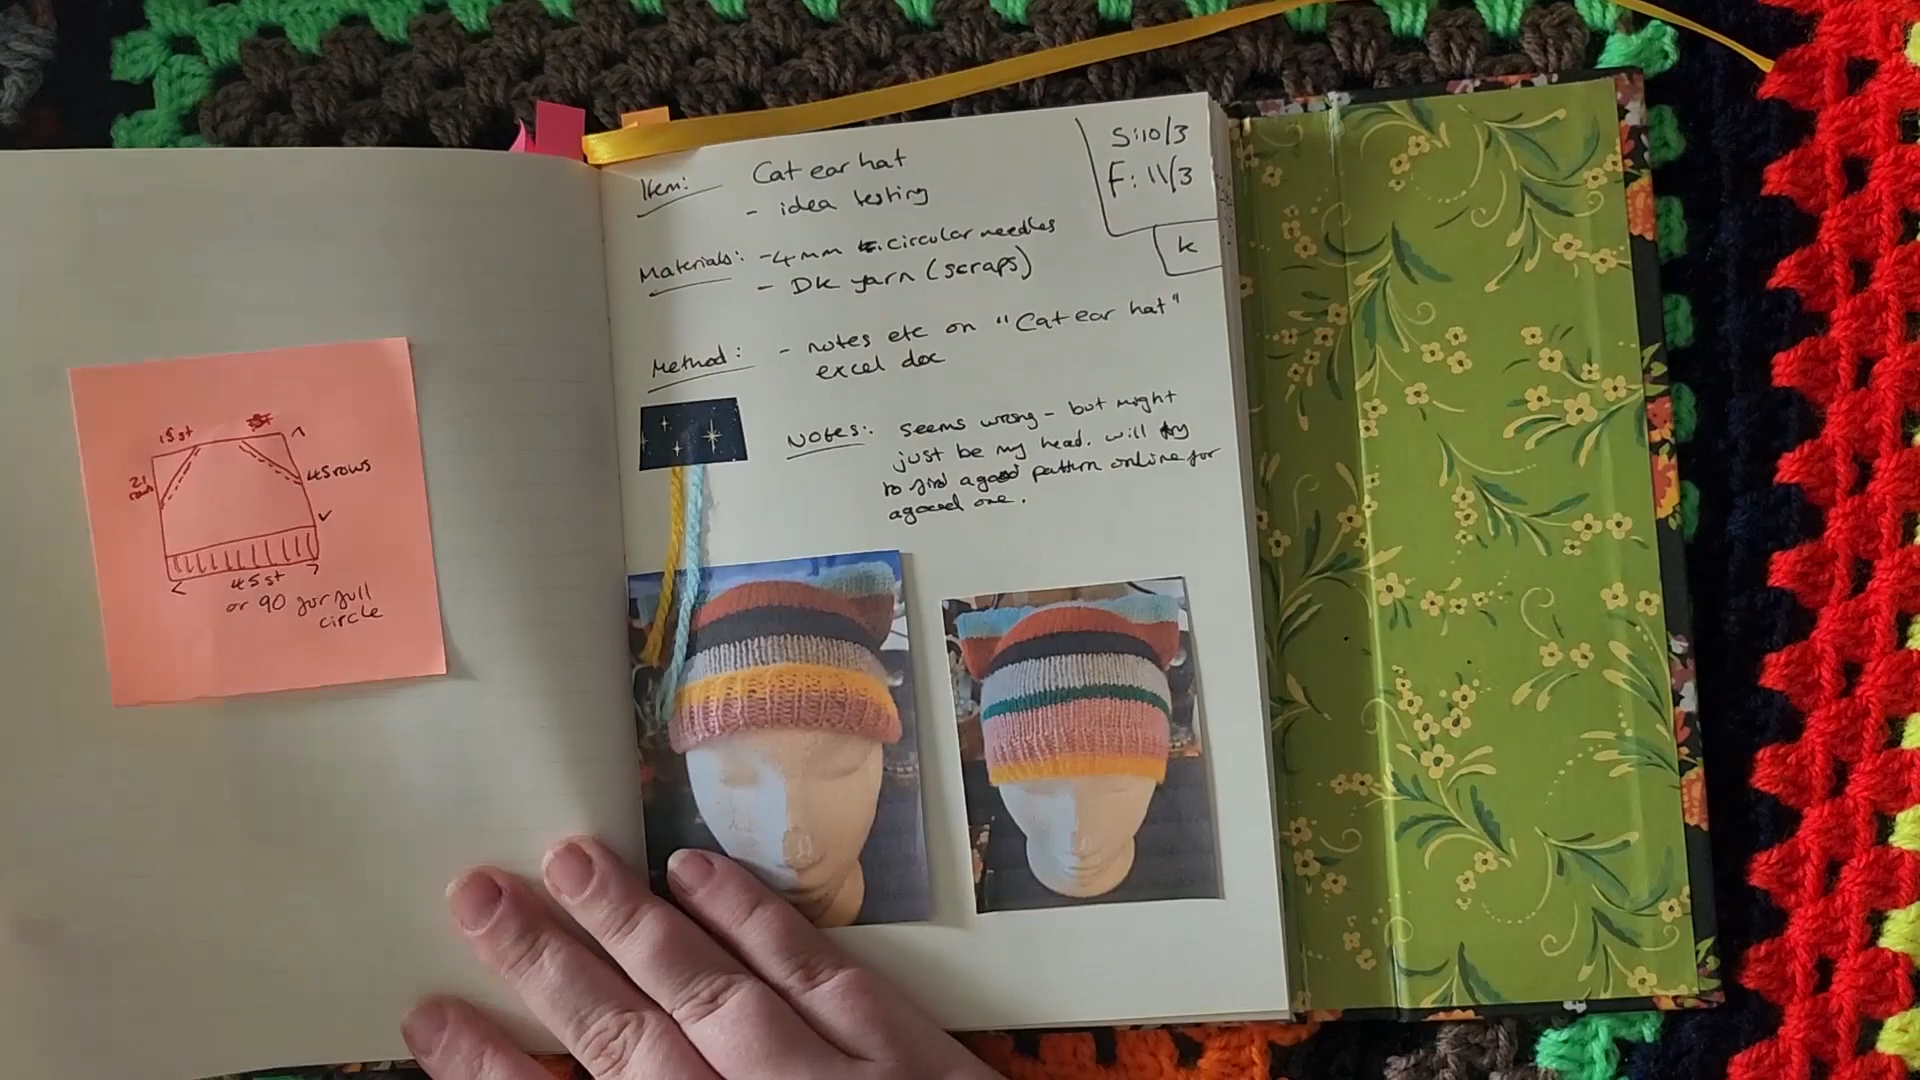 15 st
21 rows
45 rows
45 st
or 90 for full
circle
S: 10/3
F: 11/3
k
Item: Cat ear hat
- idea testing
Materials: - 4mm circular needles
- DK yarn (scraps)
Method: - notes etc on "Cat ear hat"
excel doc
Notes: seems wrong - but might
just be my head. will try
to find a good pattern online for
a good one.